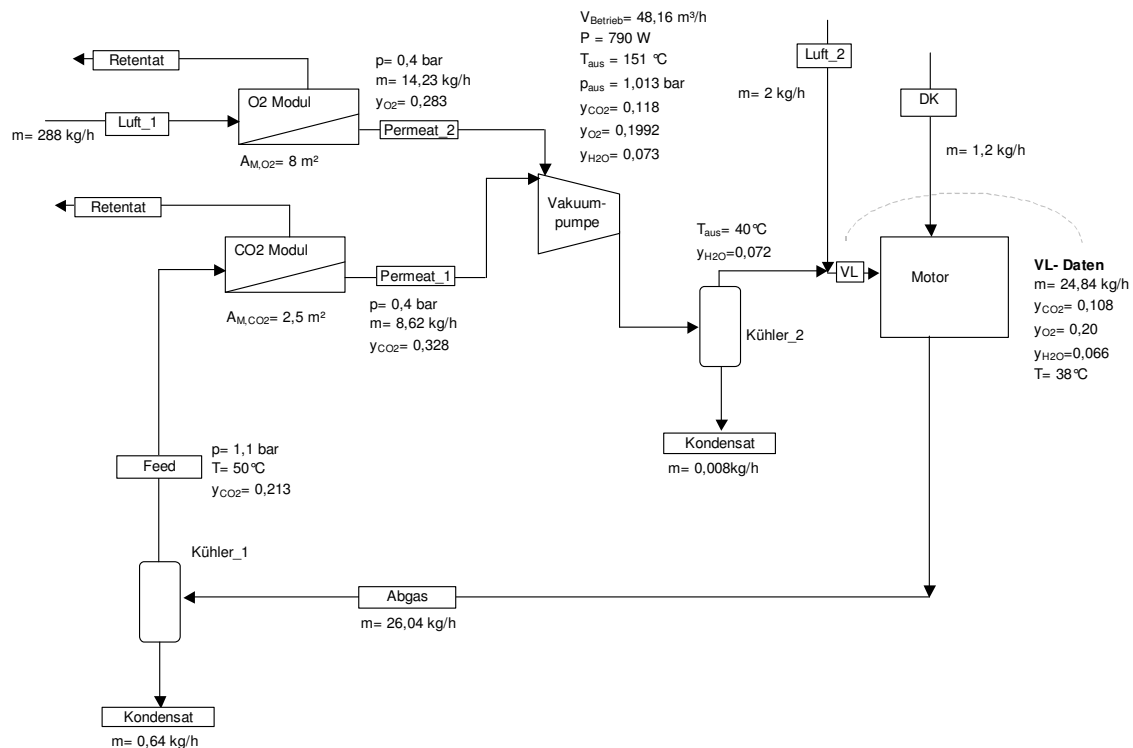 Retentat
O2 Modul
Luft_1
m= 288 kg/h
A_M,O2= 8 m²
p= 0,4 bar
m= 14,23 kg/h
y_O2= 0,283
Permeat_2
V_Betrieb= 48,16 m³/h
P = 790 W
T_aus = 151 °C
p_aus = 1,013 bar
y_CO2= 0,118
y_O2= 0,1992
y_H2O= 0,073
Luft_2
m= 2 kg/h
DK
m= 1,2 kg/h
Retentat
CO2 Modul
A_M,CO2= 2,5 m²
Permeat_1
p= 0,4 bar
m= 8,62 kg/h
y_CO2= 0,328
Vakuum-
pumpe
T_aus= 40°C
y_H2O=0,072
VL
Motor
VL- Daten
m= 24,84 kg/h
y_CO2= 0,108
y_O2= 0,20
y_H2O=0,066
T= 38°C
Kühler_2
Kondensat
m= 0,008kg/h
Feed
p= 1,1 bar
T= 50°C
y_CO2= 0,213
Kühler_1
Abgas
m= 26,04 kg/h
Kondensat
m= 0,64 kg/h